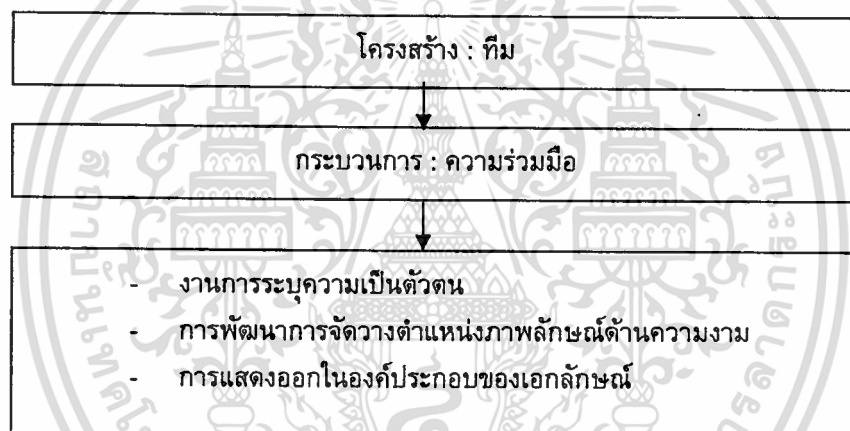 โครงสร้าง : ทีม
กระบวนการ : ความร่วมมือ
- งานการระบุความเป็นตัวตน
- การพัฒนาการจัดวางตำแหน่งภาพลักษณ์ด้านความงาม
- การแสดงออกในองค์ประกอบของเอกลักษณ์